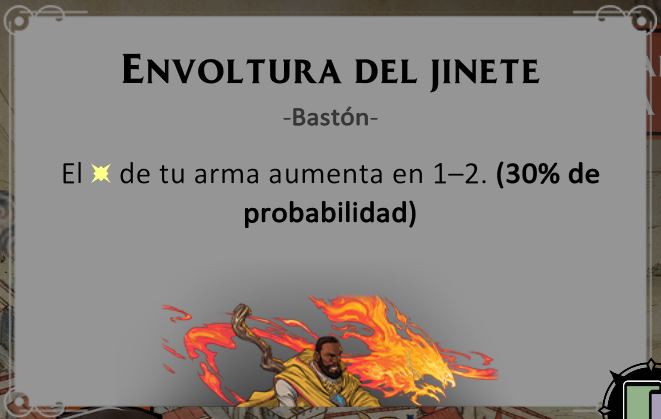 Envoltura del jinete
-Bastón-
El de tu arma aumenta en 1–2. (30% de
probabilidad)